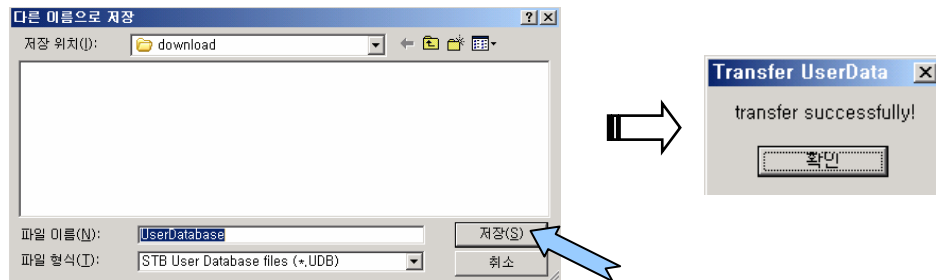 다른 이름으로 저장
저장 위치(I):
download
파일 이름(N):
UserDatabase
저장(S)
파일 형식(T):
STB User Database files (*.UDB)
취소
Transfer UserData
transfer successfully!
확인